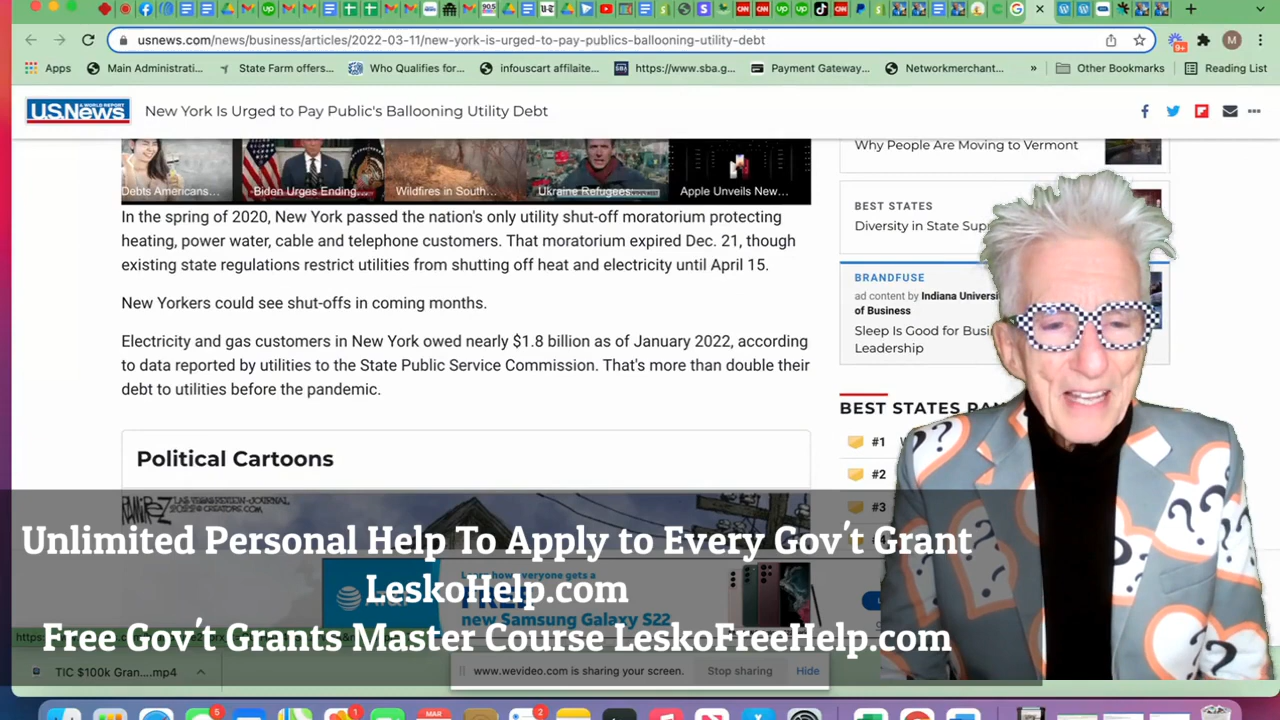 usnews.com/news/business/articles/2022-03-11/new-york-is-urged-to-pay-publics-ballooning-utility-debt
9+
M
Apps
Main Administrati...
State Farm offers...
Who Qualifies for...
infouscart affilaite...
https://www.sba.g...
Payment Gateway...
Networkmerchant...
»
Other Bookmarks
Reading List
U.S.News
New York Is Urged to Pay Public's Ballooning Utility Debt
Debts Americans...
Biden Urges Ending...
Wildfires in South...
Ukraine Refugees...
Apple Unveils New...
In the spring of 2020, New York passed the nation's only utility shut-off moratorium protecting
heating, power water, cable and telephone customers. That moratorium expired Dec. 21, though
existing state regulations restrict utilities from shutting off heat and electricity until April 15.
New Yorkers could see shut-offs in coming months.
Electricity and gas customers in New York owed nearly $1.8 billion as of January 2022, according
to data reported by utilities to the State Public Service Commission. That's more than double their
debt to utilities before the pandemic.
Political Cartoons
Why People Are Moving to Vermont
BEST STATES
Diversity in State
BRANDFUSE
ad content by Indiana
of Business
Sleep Is Good for
Leadership
BEST STATES
#1
#2
#3
Unlimited Personal Help To Apply to Every Gov't Grant
LeskoHelp.com
new Samsung Galaxy S22
Free Gov't Grants Master Course LeskoFreeHelp.com
TIC $100k Gran....mp4
www.wevideo.com is sharing your screen.
Stop sharing
Hide
5
MAR
1
2